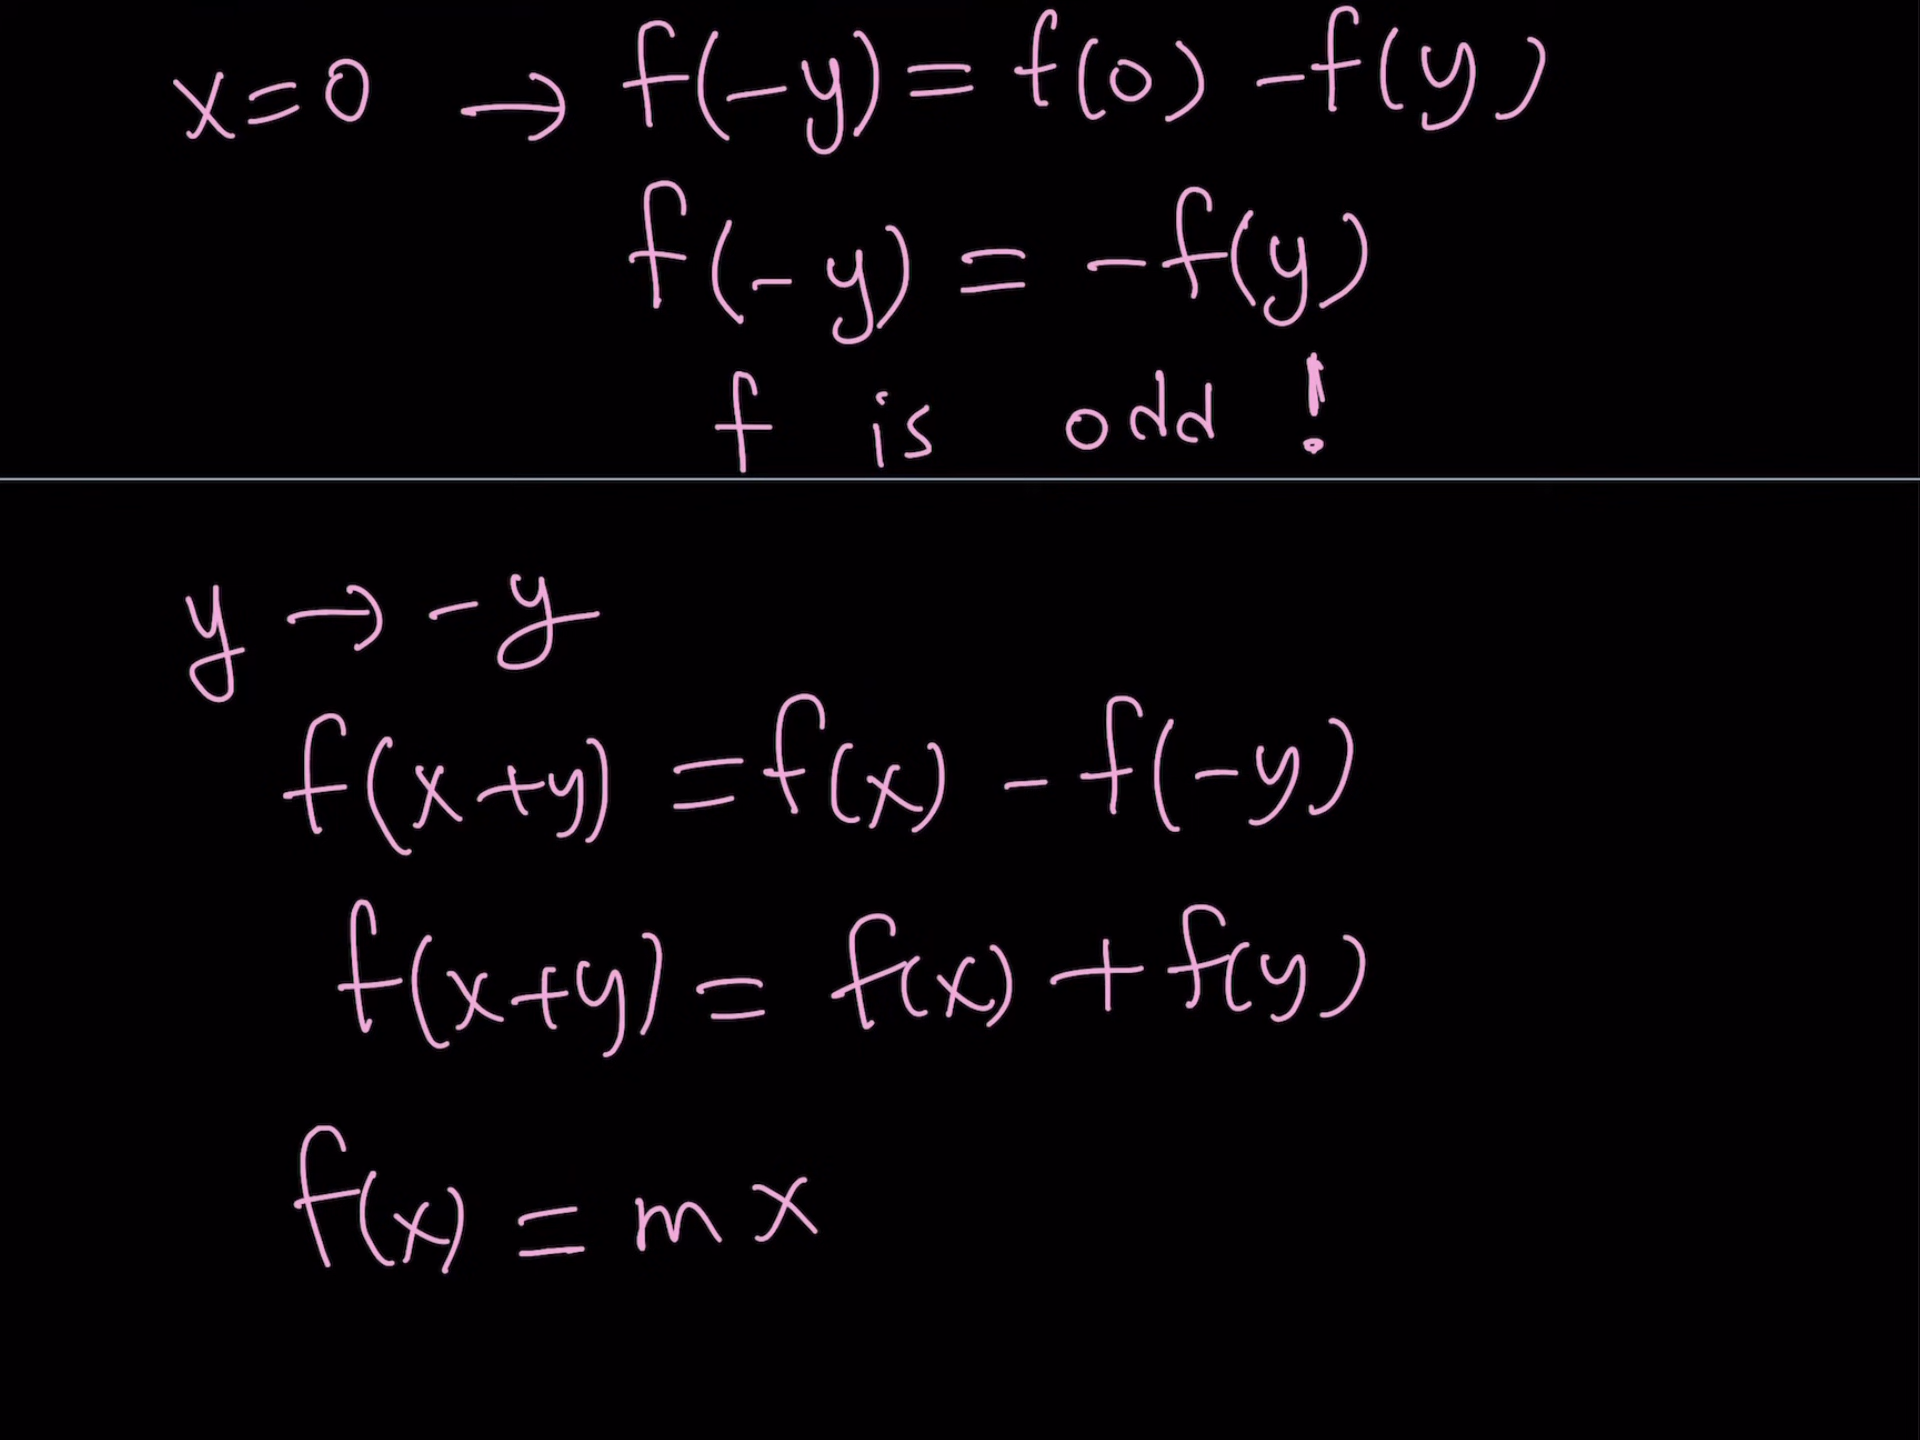 x=0 → f(-y) = f(0) - f(y)
f(-y) = -f(y)
f is odd !
y → -y
f(x+y) = f(x) - f(-y)
f(x+y) = f(x) + f(y)
f(x) = mx